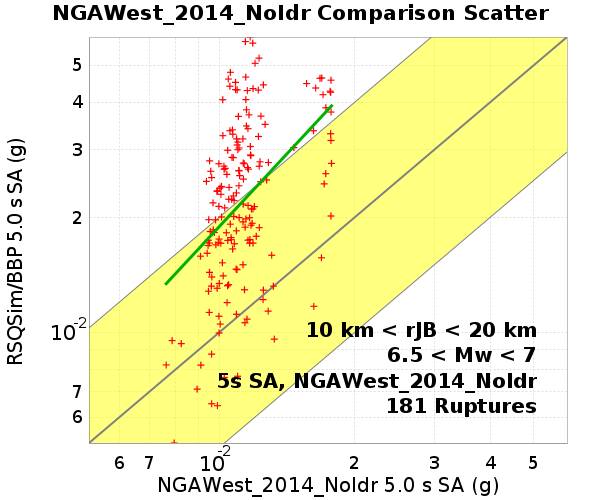 NGAWest_2014_NoIdr Comparison Scatter
RSQSim/BBP 5.0 s SA (g)
5
4
3
2
10-2
7
6
10 km < rJB < 20 km
6.5 < Mw < 7
5s SA, NGAWest_2014_NoIdr
181 Ruptures
6 7 10-2 2 3 4 5
NGAWest_2014_NoIdr 5.0 s SA (g)